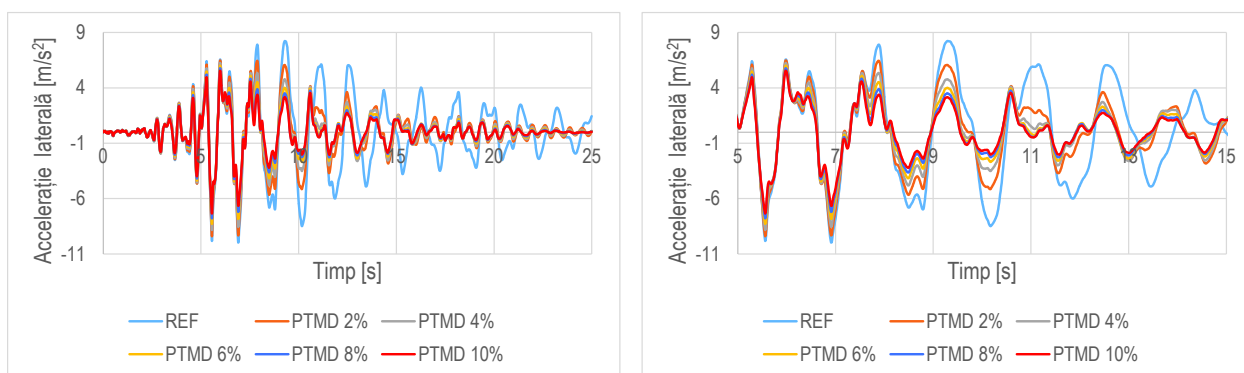 9
4
-1
-6
-11
0
5
10
15
20
25
Accelerație laterală [m/s²]
Timp [s]
REF
PTMD 2%
PTMD 4%
PTMD 6%
PTMD 8%
PTMD 10%
9
4
-1
-6
-11
5
7
9
11
13
15
Accelerație laterală [m/s²]
Timp [s]
REF
PTMD 2%
PTMD 4%
PTMD 6%
PTMD 8%
PTMD 10%